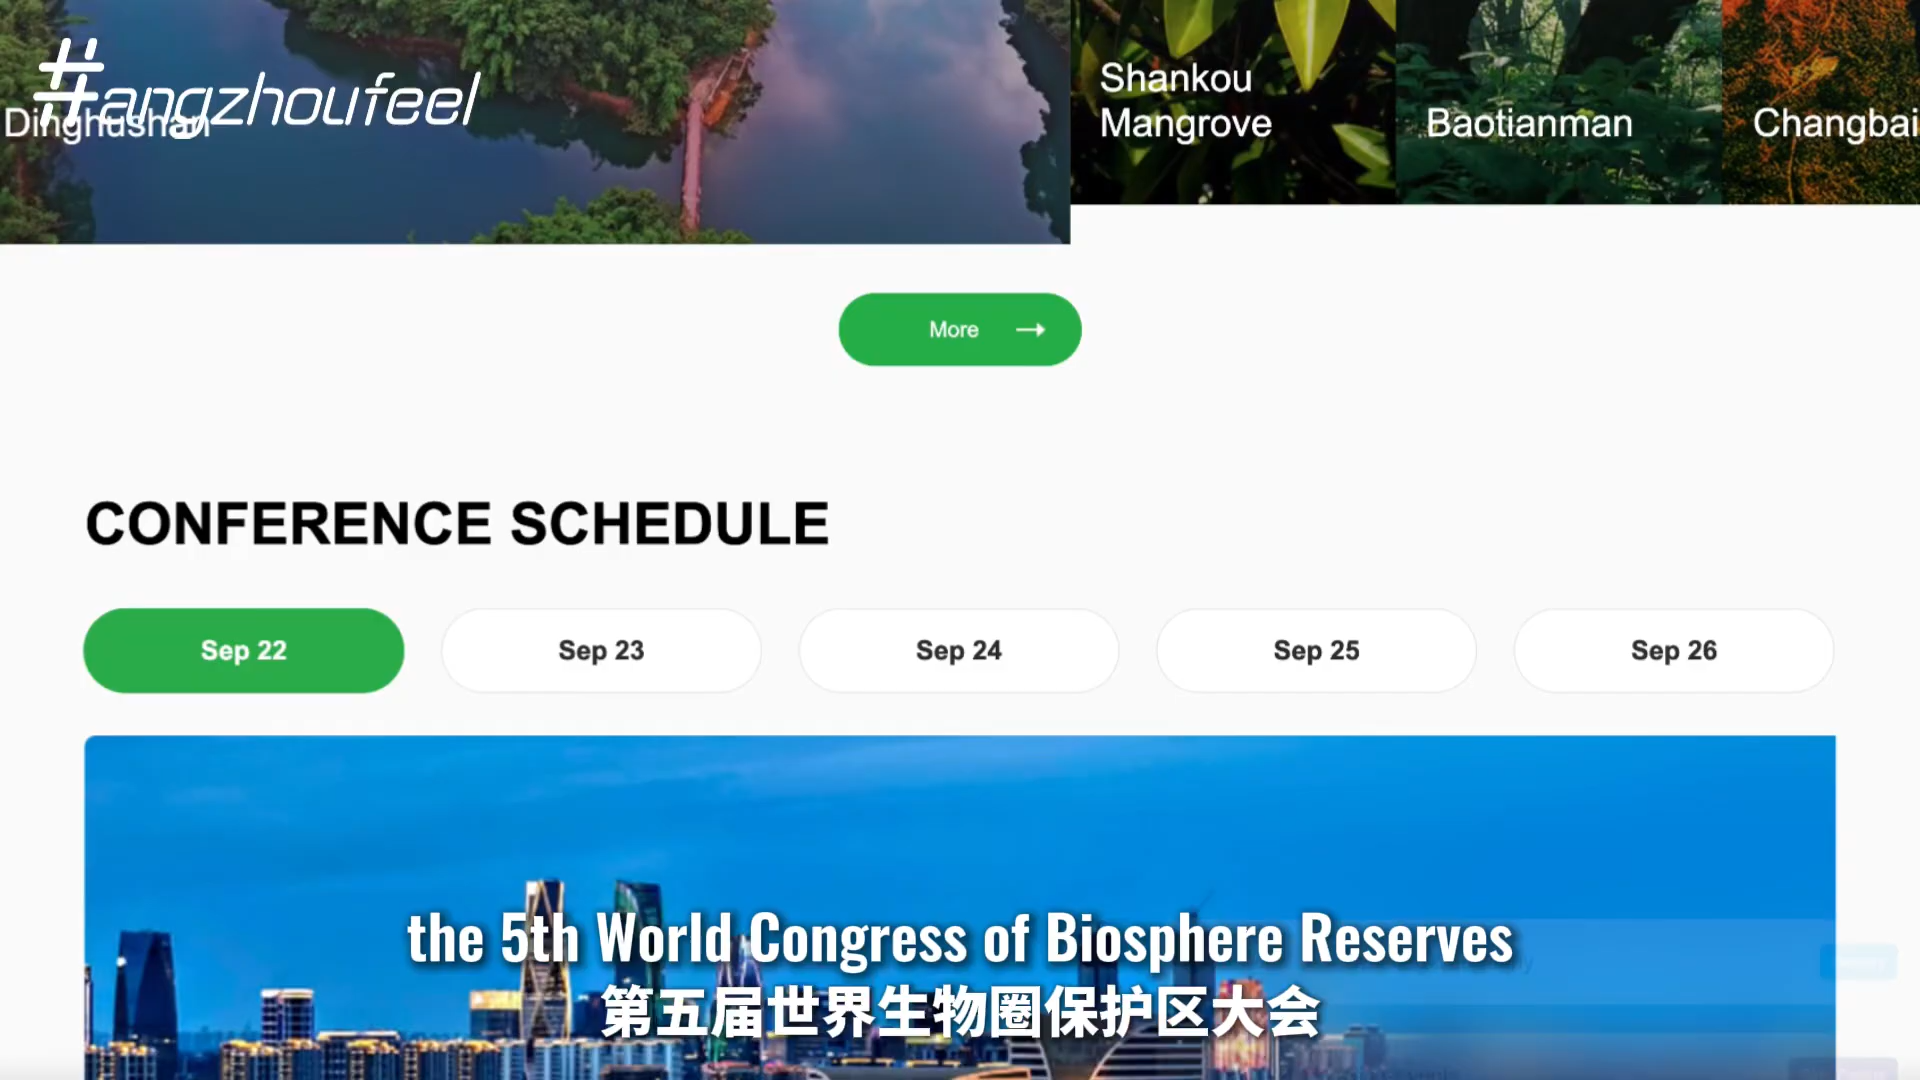 #angzhoufeel
Dinghushan
Shankou
Mangrove
Baotianman
Changbai
More
CONFERENCE SCHEDULE
Sep 22
Sep 23
Sep 24
Sep 25
Sep 26
the 5th World Congress of Biosphere Reserves
第五届世界生物圈保护区大会